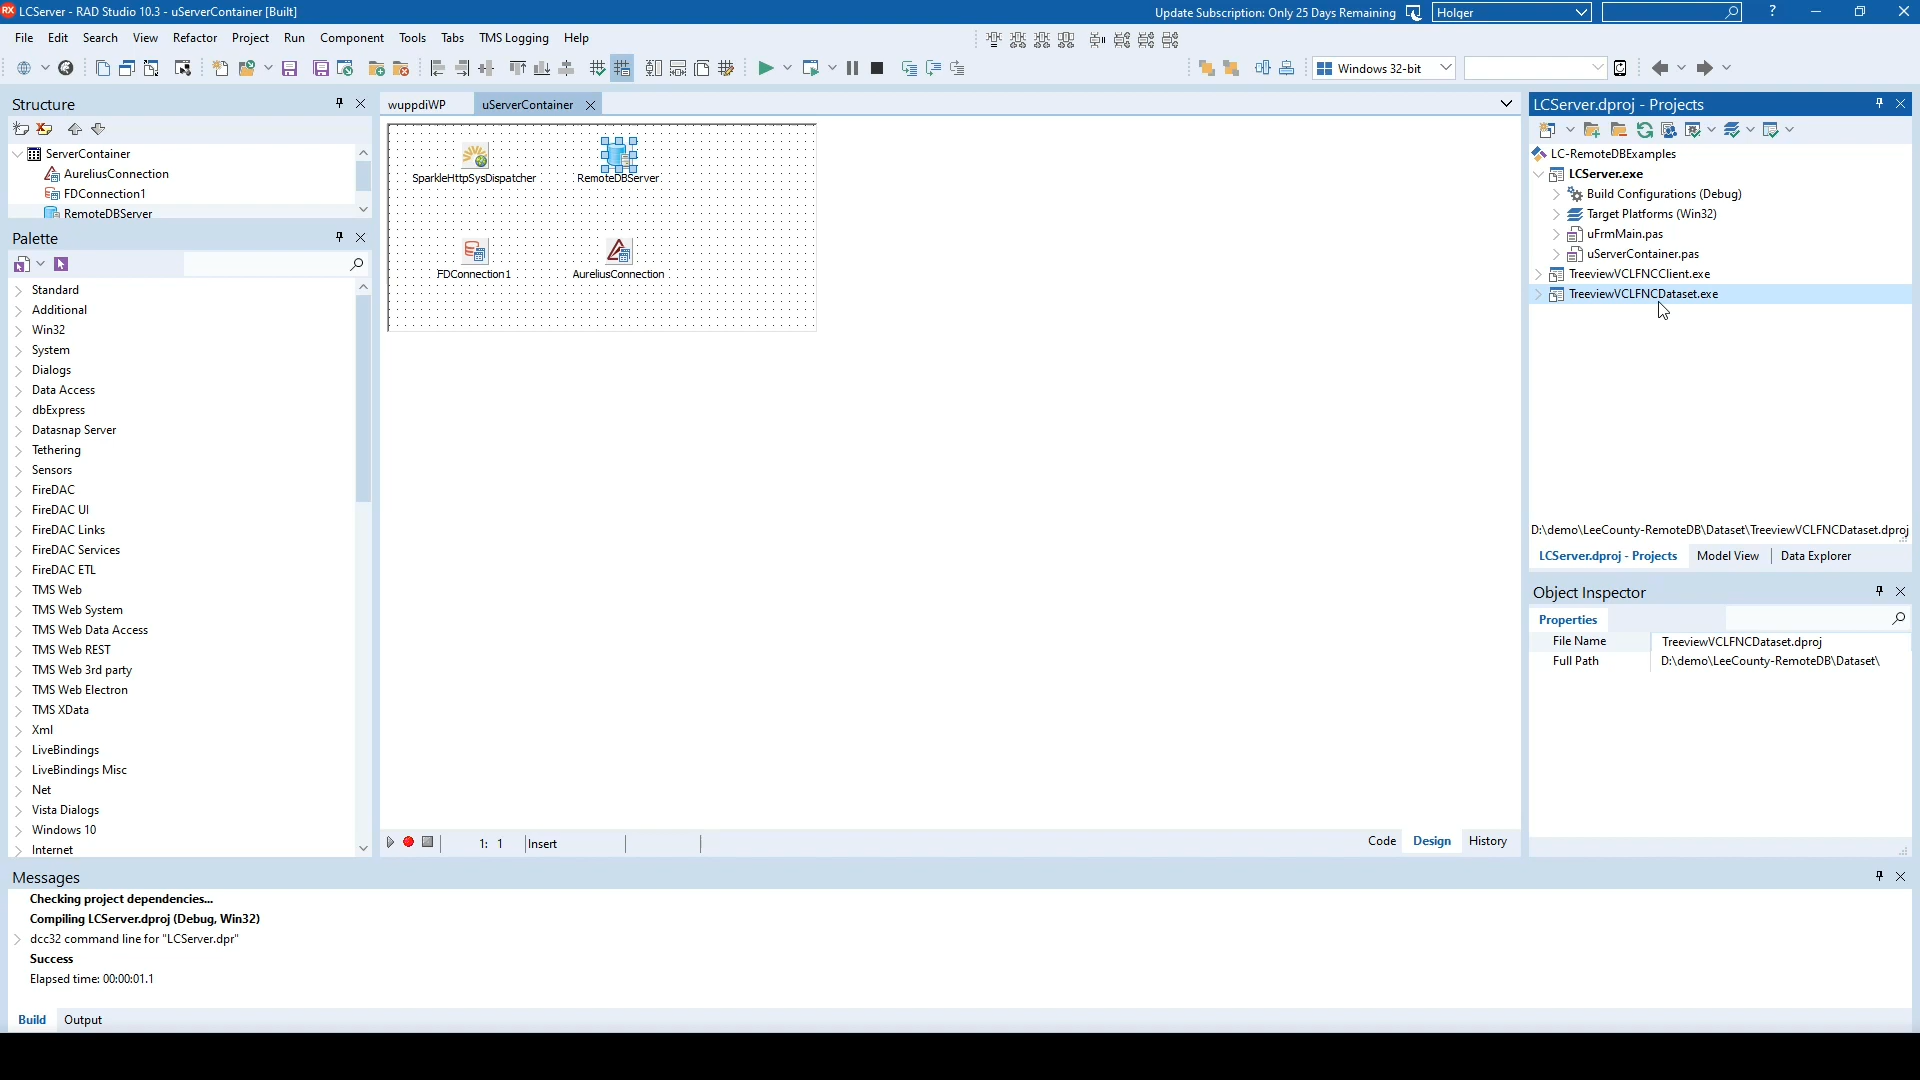 LCServer - RAD Studio 10.3 - uServerContainer [Built]
Update Subscription: Only 25 Days Remaining
Holger
File Edit Search View Refactor Project Run Component Tools Tabs TMS Logging Help
Windows 32-bit
Structure
ServerContainer
AureliusConnection
FDConnection1
RemoteDBServer
Palette
Standard
Additional
Win32
System
Dialogs
Data Access
dbExpress
Datasnap Server
Tethering
Sensors
FireDAC
FireDAC UI
FireDAC Links
FireDAC Services
FireDAC ETL
TMS Web
TMS Web System
TMS Web Data Access
TMS Web REST
TMS Web 3rd party
TMS Web Electron
TMS XData
Xml
LiveBindings
LiveBindings Misc
Net
Vista Dialogs
Windows 10
Internet
wuppdiWP
uServerContainer
SparkleHttpSysDispatcher
RemoteDBServer
FDConnection1
AureliusConnection
1: 1
Insert
Code
Design
History
LCServer.dproj - Projects
LC-RemoteDBExamples
LCServer.exe
Build Configurations (Debug)
Target Platforms (Win32)
uFrmMain.pas
uServerContainer.pas
TreeviewVCLFNCClient.exe
TreeviewVCLFNCDataset.exe
D:\demo\LeeCounty-RemoteDB\Dataset\TreeviewVCLFNCDataset.dproj
LCServer.dproj - Projects
Model View
Data Explorer
Object Inspector
Properties
File Name TreeviewVCLFNCDataset.dproj
Full Path D:\demo\LeeCounty-RemoteDB\Dataset\
Messages
Checking project dependencies...
Compiling LCServer.dproj (Debug, Win32)
dcc32 command line for "LCServer.dpr"
Success
Elapsed time: 00:00:01.1
Build
Output